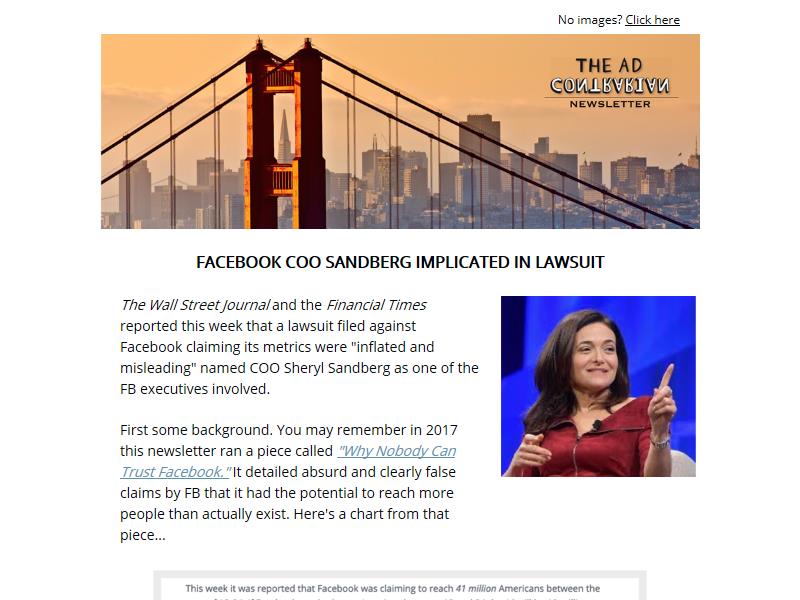 No images? Click here
THE AD
CONTRARIAN
NEWSLETTER
FACEBOOK COO SANDBERG IMPLICATED IN LAWSUIT
The Wall Street Journal and the Financial Times
reported this week that a lawsuit filed against
Facebook claiming its metrics were "inflated and
misleading" named COO Sheryl Sandberg as one of the
FB executives involved.
First some background. You may remember in 2017
this newsletter ran a piece called "Why Nobody Can
Trust Facebook." It detailed absurd and clearly false
claims by FB that it had the potential to reach more
people than actually exist. Here's a chart from that
piece...
This week it was reported that Facebook was claiming to reach 41 million Americans between the